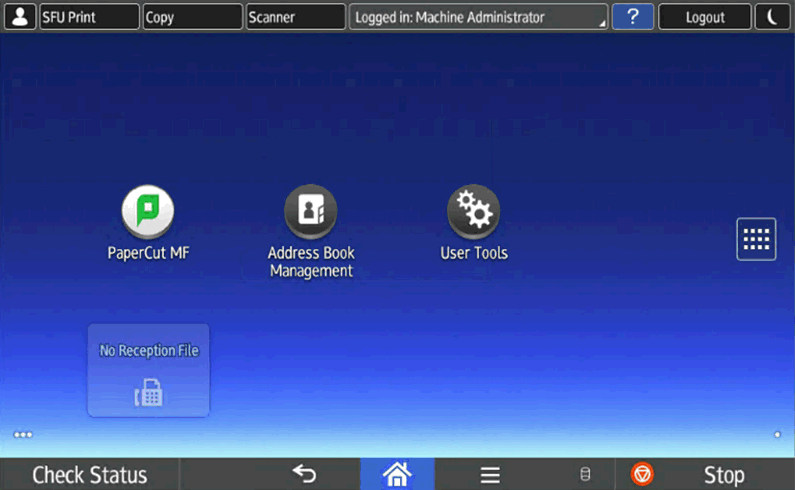 SFU Print
Copy
Scanner
Logged in: Machine Administrator
?
Logout
PaperCut MF
Address Book
Management
User Tools
No Reception File
Check Status
Stop